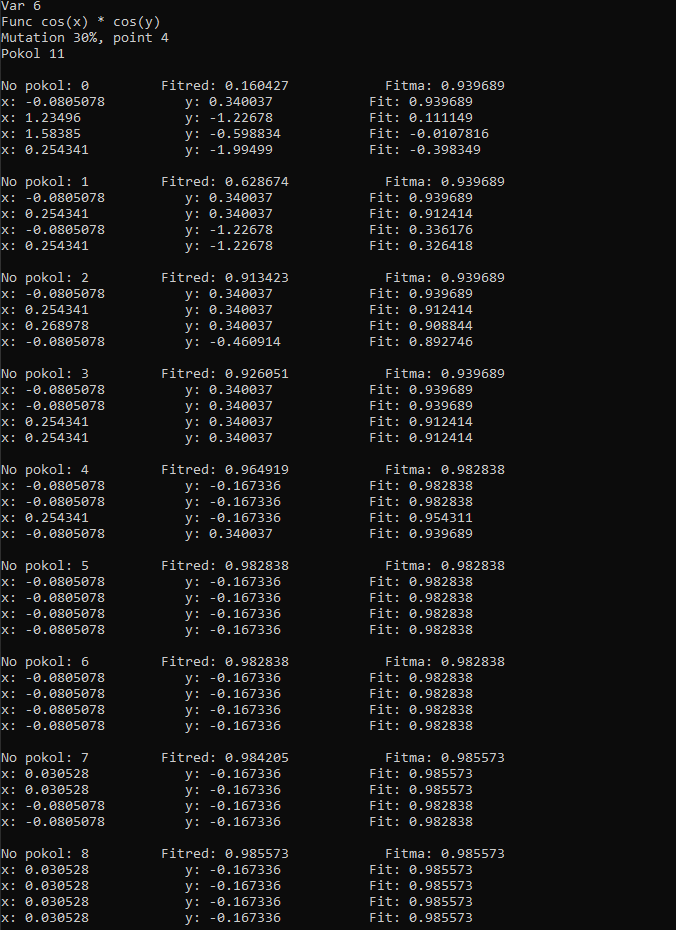 Var 6
Func cos(x) * cos(y)
Mutation 30%, point 4
Pokol 11
No pokol: 0 Fitred: 0.160427 Fitma: 0.939689
x: -0.0805078 y: 0.340037 Fit: 0.939689
x: 1.23496 y: -1.22678 Fit: 0.111149
x: 1.58385 y: -0.598834 Fit: -0.0107816
x: 0.254341 y: -1.99499 Fit: -0.398349
No pokol: 1 Fitred: 0.628674 Fitma: 0.939689
x: -0.0805078 y: 0.340037 Fit: 0.939689
x: 0.254341 y: 0.340037 Fit: 0.912414
x: -0.0805078 y: -1.22678 Fit: 0.336176
x: 0.254341 y: -1.22678 Fit: 0.326418
No pokol: 2 Fitred: 0.913423 Fitma: 0.939689
x: -0.0805078 y: 0.340037 Fit: 0.939689
x: 0.254341 y: 0.340037 Fit: 0.912414
x: 0.268978 y: 0.340037 Fit: 0.908844
x: -0.0805078 y: -0.460914 Fit: 0.892746
No pokol: 3 Fitred: 0.926051 Fitma: 0.939689
x: -0.0805078 y: 0.340037 Fit: 0.939689
x: -0.0805078 y: 0.340037 Fit: 0.939689
x: 0.254341 y: 0.340037 Fit: 0.912414
x: 0.254341 y: 0.340037 Fit: 0.912414
No pokol: 4 Fitred: 0.964919 Fitma: 0.982838
x: -0.0805078 y: -0.167336 Fit: 0.982838
x: -0.0805078 y: -0.167336 Fit: 0.982838
x: 0.254341 y: -0.167336 Fit: 0.954311
x: -0.0805078 y: 0.340037 Fit: 0.939689
No pokol: 5 Fitred: 0.982838 Fitma: 0.982838
x: -0.0805078 y: -0.167336 Fit: 0.982838
x: -0.0805078 y: -0.167336 Fit: 0.982838
x: -0.0805078 y: -0.167336 Fit: 0.982838
x: -0.0805078 y: -0.167336 Fit: 0.982838
No pokol: 6 Fitred: 0.982838 Fitma: 0.982838
x: -0.0805078 y: -0.167336 Fit: 0.982838
x: -0.0805078 y: -0.167336 Fit: 0.982838
x: -0.0805078 y: -0.167336 Fit: 0.982838
x: -0.0805078 y: -0.167336 Fit: 0.982838
No pokol: 7 Fitred: 0.984205 Fitma: 0.985573
x: 0.030528 y: -0.167336 Fit: 0.985573
x: 0.030528 y: -0.167336 Fit: 0.985573
x: -0.0805078 y: -0.167336 Fit: 0.982838
x: -0.0805078 y: -0.167336 Fit: 0.982838
No pokol: 8 Fitred: 0.985573 Fitma: 0.985573
x: 0.030528 y: -0.167336 Fit: 0.985573
x: 0.030528 y: -0.167336 Fit: 0.985573
x: 0.030528 y: -0.167336 Fit: 0.985573
x: 0.030528 y: -0.167336 Fit: 0.985573